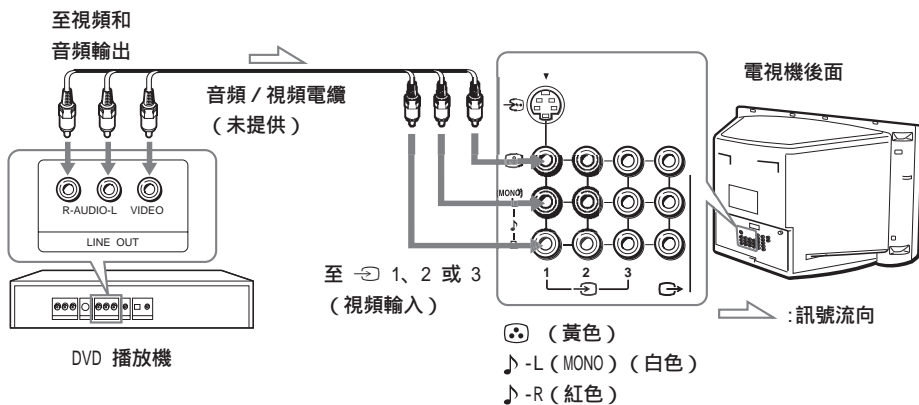 至視頻和
音頻輸出
音頻 / 視頻電纜
（未提供）
電視機後面
R-AUDIO-L VIDEO
LINE OUT
MONO
L
R
至 1、2 或 3
（視頻輸入）
1 2 3
DVD 播放機
:訊號流向
（黃色）
♪-L（MONO）（白色）
♪-R（紅色）